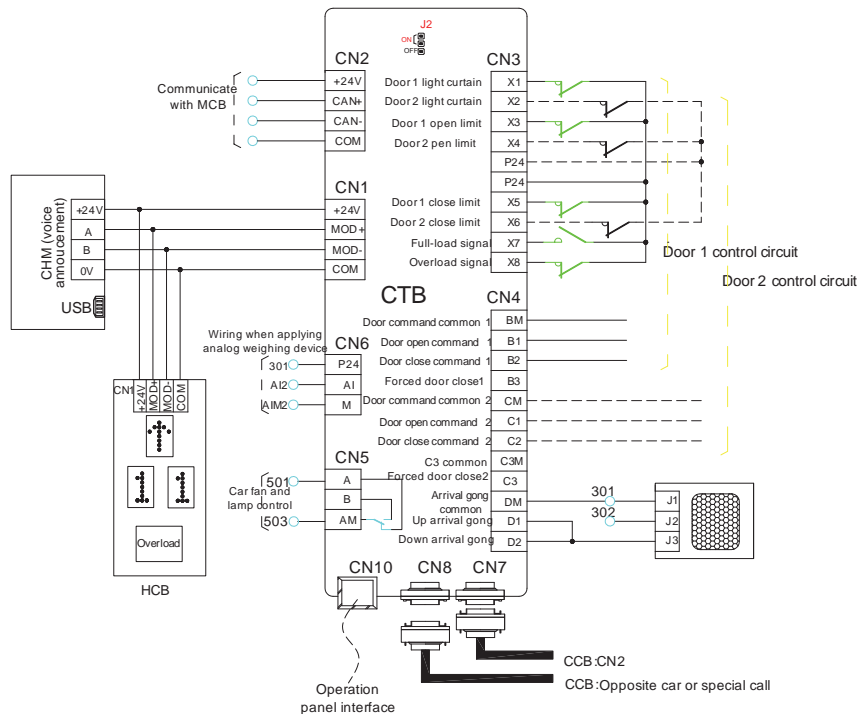 J2
ON
OFF
CN2
CN3
+24V
CAN+
CAN-
COM
Communicate
with MCB
Door 1 light curtain
X1
Door 2 light curtain
X2
Door 1 open limit
X3
Door 2 pen limit
X4
P24
P24
Door 1 close limit
X5
Door 2 close limit
X6
Full-load signal
X7
Overload signal
X8
Door 1 control circuit
Door 2 control circuit
CHM (voice
annoucement)
+24V
A
B
0V
USB
CN1
+24V
MOD+
MOD-
COM
CTB
CN4
Wiring when applying
analog weighing device
CN6
301
P24
AI2
AI
AIM2
M
Door command common 1
BM
Door open command 1
B1
Door close command 1
B2
Forced door close1
B3
Door command common 2
CM
Door open command 2
C1
Door close command 2
C2
C3 common
C3M
Forced door close2
C3
Arrival gong
common
DM
Up arrival gong
D1
Down arrival gong
D2
301
302
J1
J2
J3
CN1
+24V
MOD+
MOD-
COM
Overload
HCB
CN5
Car fan and
lamp control
501
A
B
503
AM
CN10
CN8
CN7
CCB:CN2
CCB:Opposite car or special call
Operation
panel interface